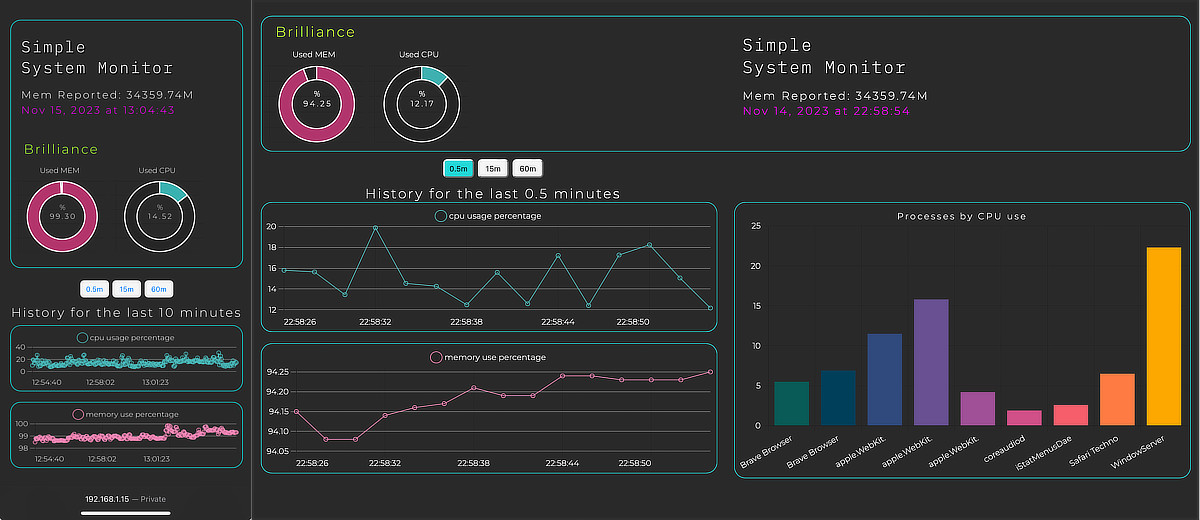 Simple
System Monitor
Mem Reported: 34359.74M
Nov 15, 2023 at 13:04:43
Brilliance
Used MEM
Used CPU
%
99.30
%
14.52
0.5m
15m
60m
History for the last 10 minutes
cpu usage percentage
40
20
0
12:54:40
12:58:02
13:01:23
memory use percentage
100
99
98
12:54:40
12:58:02
13:01:23
192.168.1.15 — Private
Brilliance
Used MEM
Used CPU
%
94.25
%
12.17
Simple
System Monitor
Mem Reported: 34359.74M
Nov 14, 2023 at 22:58:54
0.5m
15m
60m
History for the last 0.5 minutes
cpu usage percentage
20
18
16
14
12
22:58:26
22:58:32
22:58:38
22:58:44
22:58:50
memory use percentage
94.25
94.20
94.15
94.10
94.05
22:58:26
22:58:32
22:58:38
22:58:44
22:58:50
Processes by CPU use
25
20
15
10
5
0
Brave Browser
Brave Browser
apple.WebKit.
apple.WebKit.
apple.WebKit.
coreaudiod
iStatMenusDae
Safari Techno
WindowServer